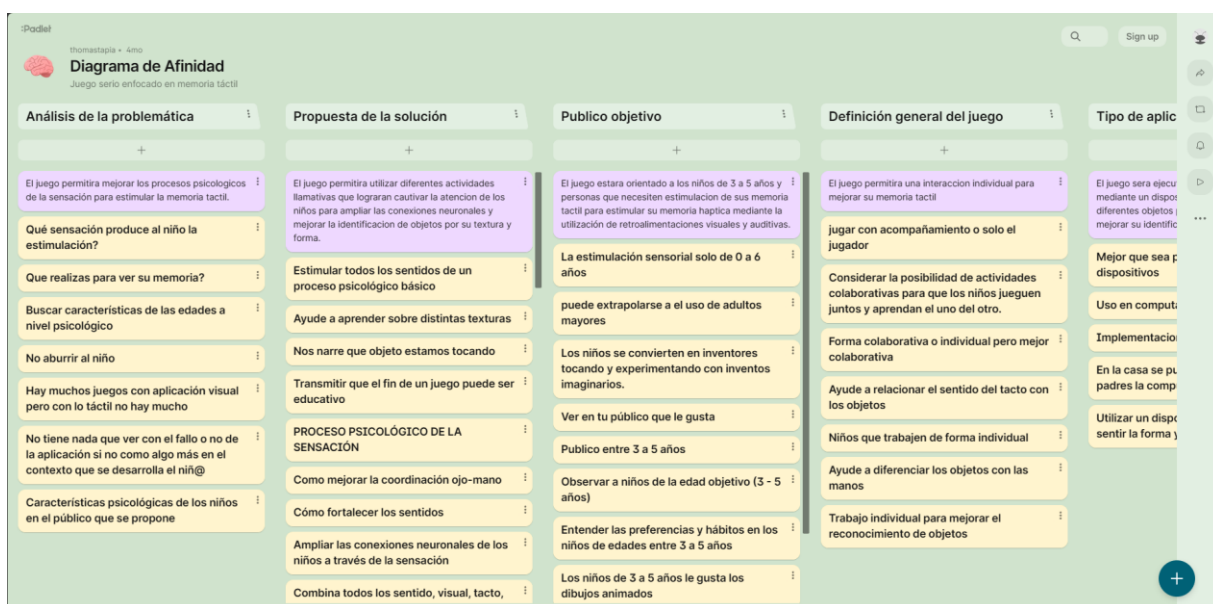 :Padlet
thomastapia • 4mo
Diagrama de Afinidad
Juego serio enfocado en memoria táctil
Sign up
Análisis de la problemática
El juego permitira mejorar los procesos psicologicos
de la sensación para estimular la memoria tactil.
Qué sensación produce al niño la
estimulación?
Que realizas para ver su memoria?
Buscar características de las edades a
nivel psicológico
No aburrir al niño
Hay muchos juegos con aplicación visual
pero con lo táctil no hay mucho
No tiene nada que ver con el fallo o no de
la aplicación si no como algo más en el
contexto que se desarrolla el niñ@
Características psicológicas de los niños
en el público que se propone
Propuesta de la solución
El juego permitira utilizar diferentes actividades
llamativas que lograran cautivar la atencion de los
niños para ampliar las conexiones neuronales y
mejorar la identificacion de objetos por su textura y
forma.
Estimular todos los sentidos de un
proceso psicológico básico
Ayude a aprender sobre distintas texturas
Nos narre que objeto estamos tocando
Transmitir que el fin de un juego puede ser
educativo
PROCESO PSICOLÓGICO DE LA
SENSACIÓN
Como mejorar la coordinación ojo-mano
Cómo fortalecer los sentidos
Ampliar las conexiones neuronales de los
niños a través de la sensación
Combina todos los sentido, visual, tacto,
Publico objetivo
El juego estara orientado a los niños de 3 a 5 años y
personas que necesiten estimulacion de sus memoria
tactil para estimular su memoria haptica mediante la
utilización de retroalimentaciones visuales y auditivas.
La estimulación sensorial solo de 0 a 6
años
puede extrapolarse a el uso de adultos
mayores
Los niños se convierten en inventores
tocando y experimentando con inventos
imaginarios.
Ver en tu público que le gusta
Publico entre 3 a 5 años
Observar a niños de la edad objetivo (3 - 5
años)
Entender las preferencias y hábitos en los
niños de edades entre 3 a 5 años
Los niños de 3 a 5 años le gusta los
dibujos animados
Definición general del juego
El juego permitira una interaccion individual para
mejorar su memoria tactil
jugar con acompañamiento o solo el
jugador
Considerar la posibilidad de actividades
colaborativas para que los niños jueguen
juntos y aprendan el uno del otro.
Forma colaborativa o individual pero mejor
colaborativa
Ayude a relacionar el sentido del tacto con
los objetos
Niños que trabajen de forma individual
Ayude a diferenciar los objetos con las
manos
Trabajo individual para mejorar el
reconocimiento de objetos
Tipo de aplic
El juego sera ejecu
mediante un dispos
diferentes objetos
mejorar su identific
Mejor que sea p
dispositivos
Uso en computa
Implementacio
En la casa se pu
padres la comp
Utilizar un dispo
sentir la forma y